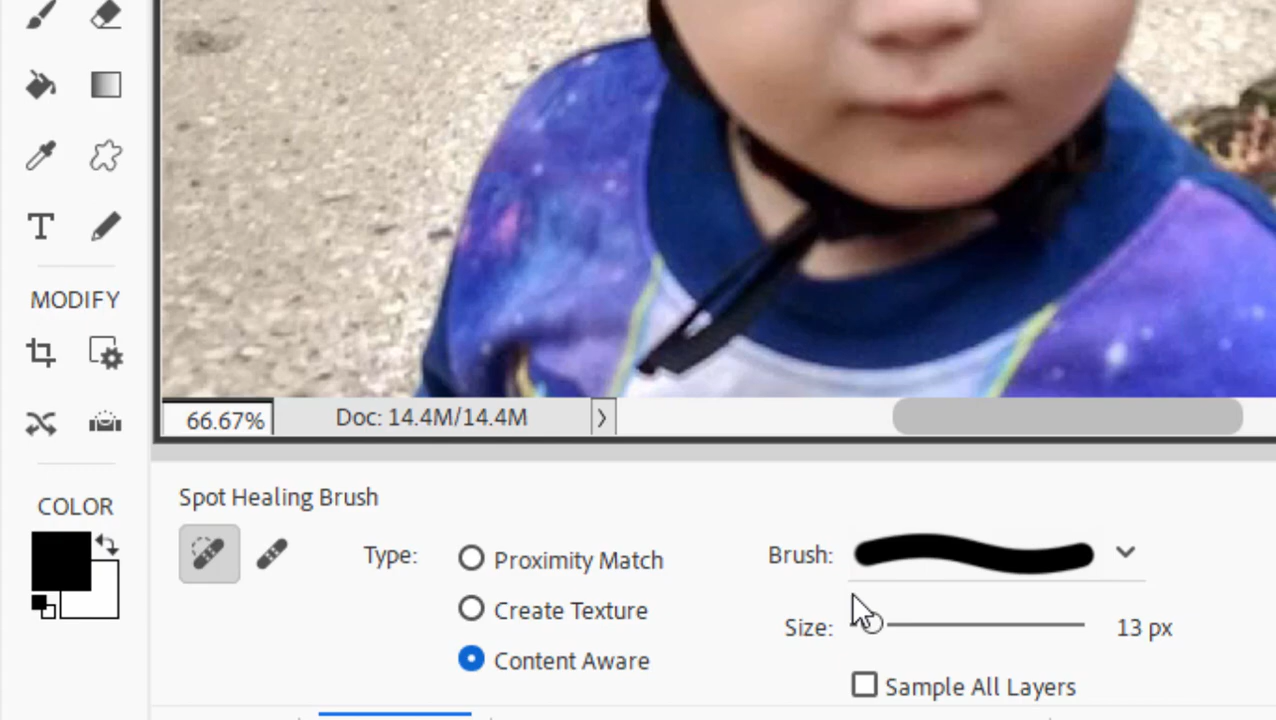 MODIFY
COLOR
66.67%
Doc: 14.4M/14.4M
Spot Healing Brush
Type:
Proximity Match
Create Texture
Content Aware
Brush:
Size:
13 px
Sample All Layers